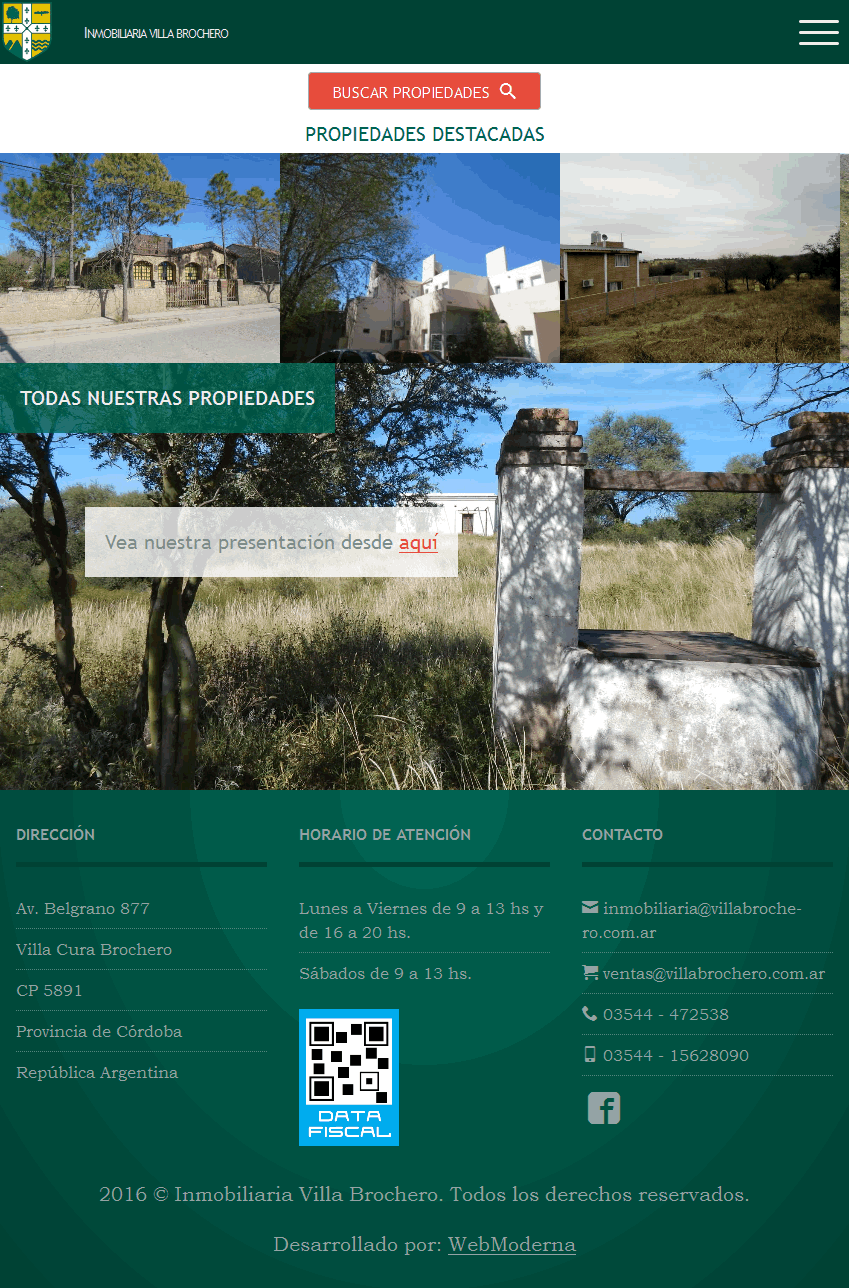 INMOBILIARIA VILLA BROCHERO
BUSCAR PROPIEDADES
PROPIEDADES DESTACADAS
TODAS NUESTRAS PROPIEDADES
Vea nuestra presentación desde aquí
DIRECCIÓN
Av. Belgrano 877
Villa Cura Brochero
CP 5891
Provincia de Córdoba
República Argentina
HORARIO DE ATENCIÓN
Lunes a Viernes de 9 a 13 hs y
de 16 a 20 hs.
Sábados de 9 a 13 hs.
DATA
FISCAL
CONTACTO
inmobiliaria@villabroche-
ro.com.ar
ventas@villabrochero.com.ar
03544 - 472538
03544 - 15628090
2016 © Inmobiliaria Villa Brochero. Todos los derechos reservados.
Desarrollado por: WebModerna